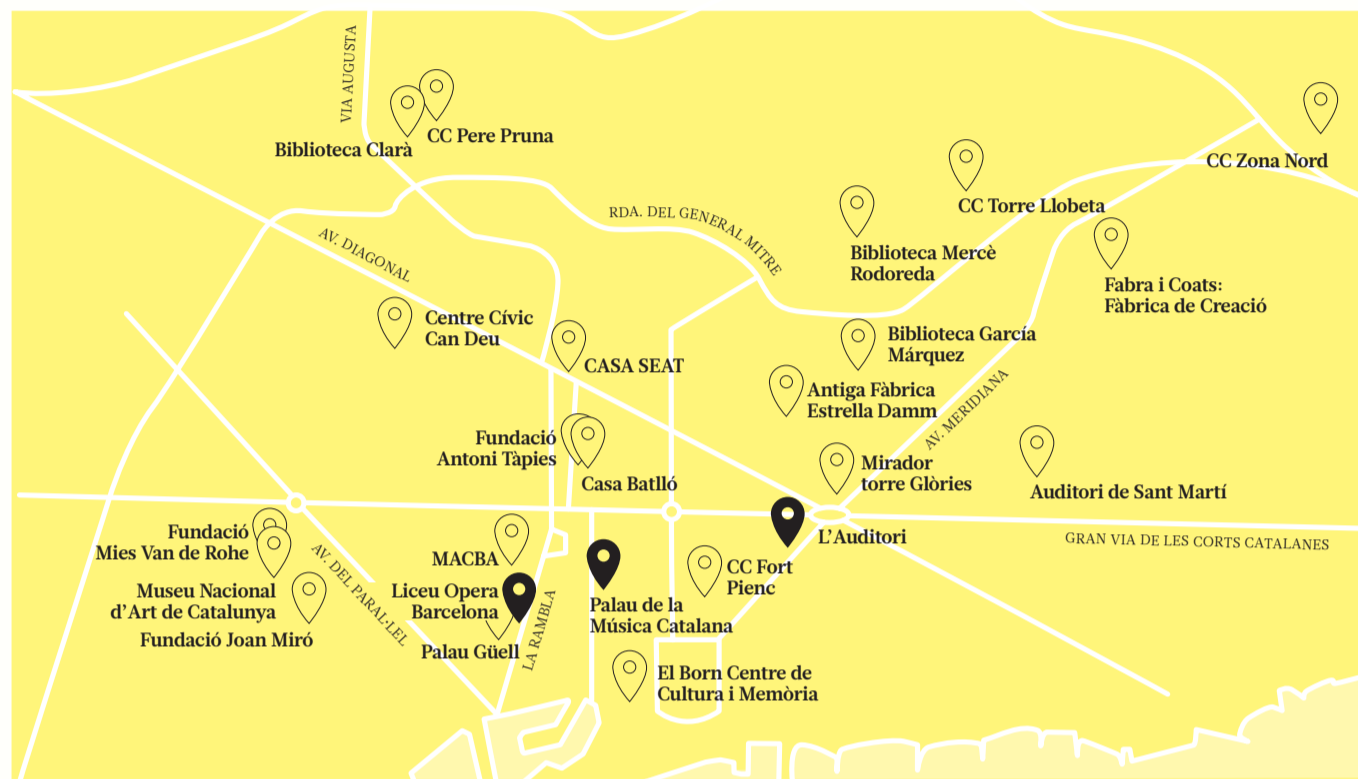 VIA AUGUSTA
CC Pere Pruna
Biblioteca Clarà
CC Zona Nord
CC Torre Llobeta
RDA. DEL GENERAL MITRE
Biblioteca Mercè
Rodoreda
AV. DIAGONAL
Fabra i Coats:
Fàbrica de Creació
Centre Cívic
Can Deu
Biblioteca García
Márquez
CASA SEAT
Antiga Fàbrica
Estrella Damm
AV. MERIDIANA
Fundació
Antoni Tàpies
Casa Batlló
Mirador
torre Glòries
Auditori de Sant Martí
Fundació
Mies Van de Rohe
L'Auditori
GRAN VIA DE LES CORTS CATALANES
MACBA
AV. DEL PARAL·LEL
CC Fort
Pienc
Museu Nacional
d'Art de Catalunya
Liceu Opera
Barcelona
LA RAMBLA
Palau de la
Música Catalana
Fundació Joan Miró
Palau Güell
El Born Centre de
Cultura i Memòria